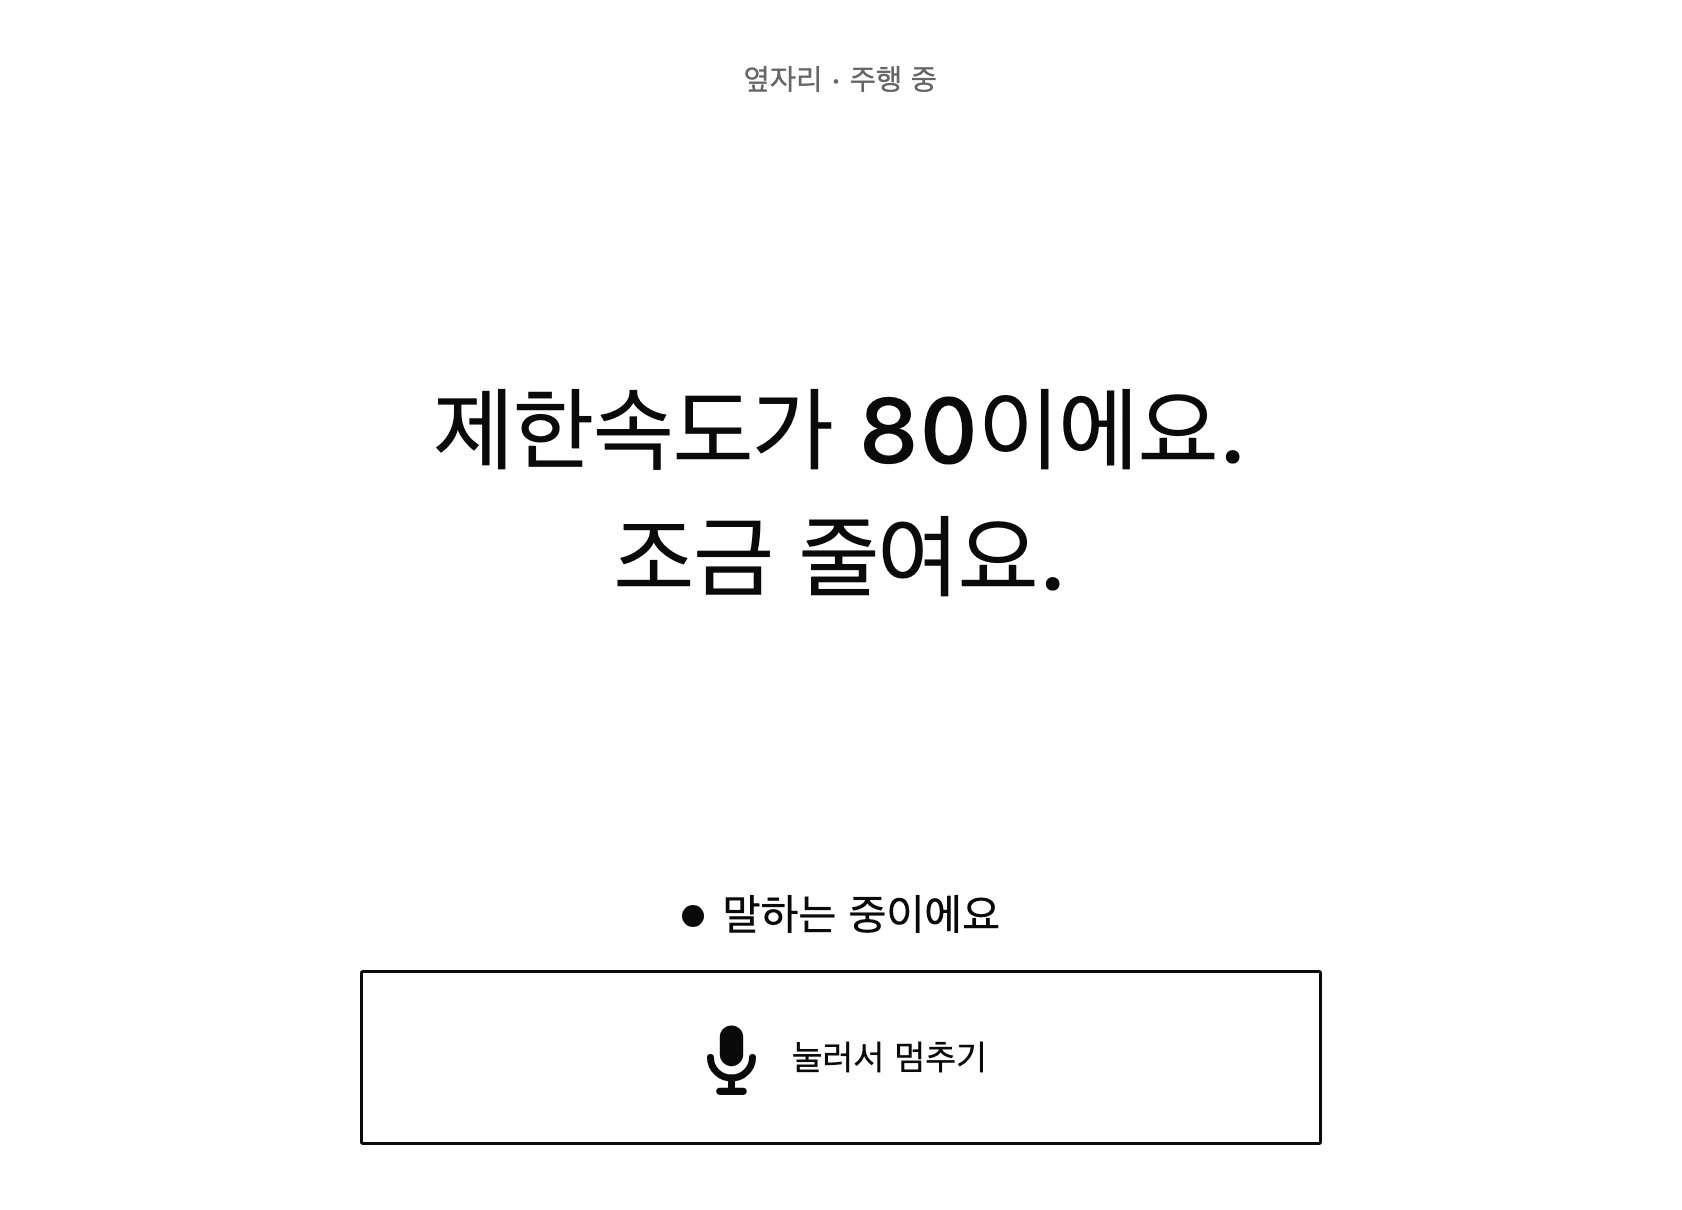 옆자리 · 주행 중
제한속도가 80이에요.
조금 줄여요.
말하는 중이에요
눌러서 멈추기